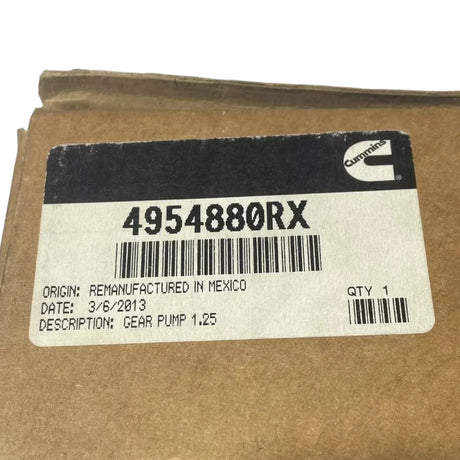 Cummins
®
4954880RX
ORIGIN: REMANUFACTURED IN MEXICO
QTY 1
DATE: 3/6/2013
DESCRIPTION: GEAR PUMP 1.25